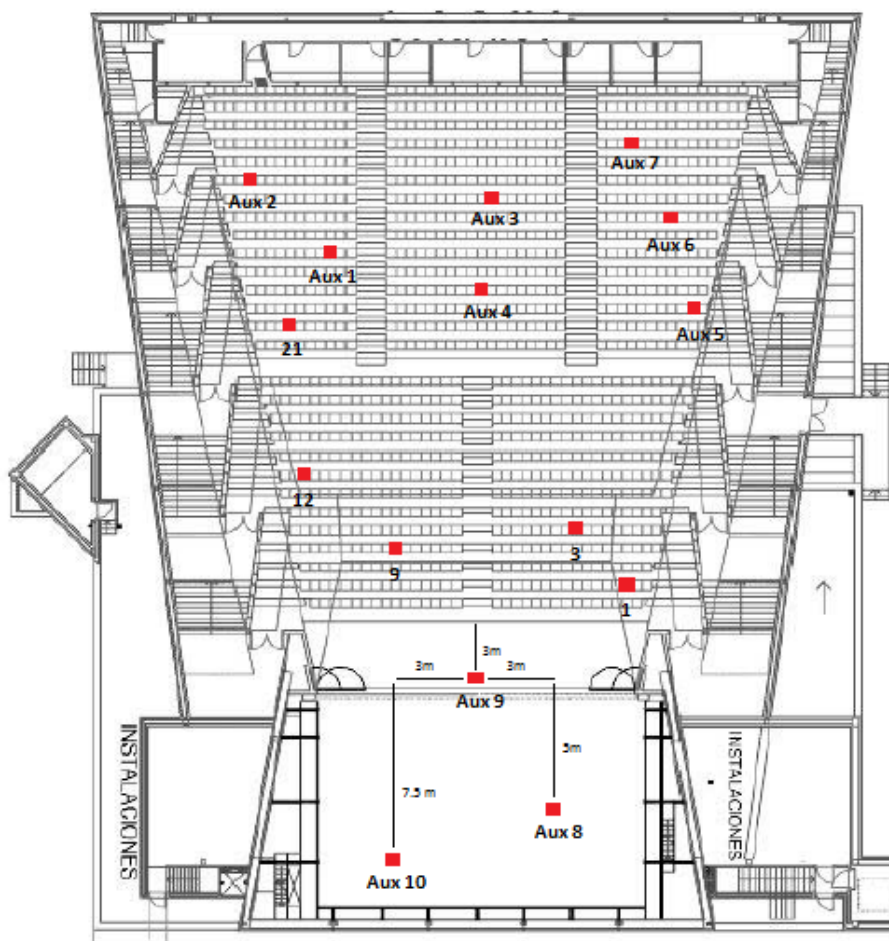 Aux 7
Aux 2
Aux 3
Aux 6
Aux 1
Aux 4
Aux 5
21
12
3
9
1
3m
3m
3m
Aux 9
INSTALACIONES
INSTALACIONES
7.5 m
Aux 8
Aux 10